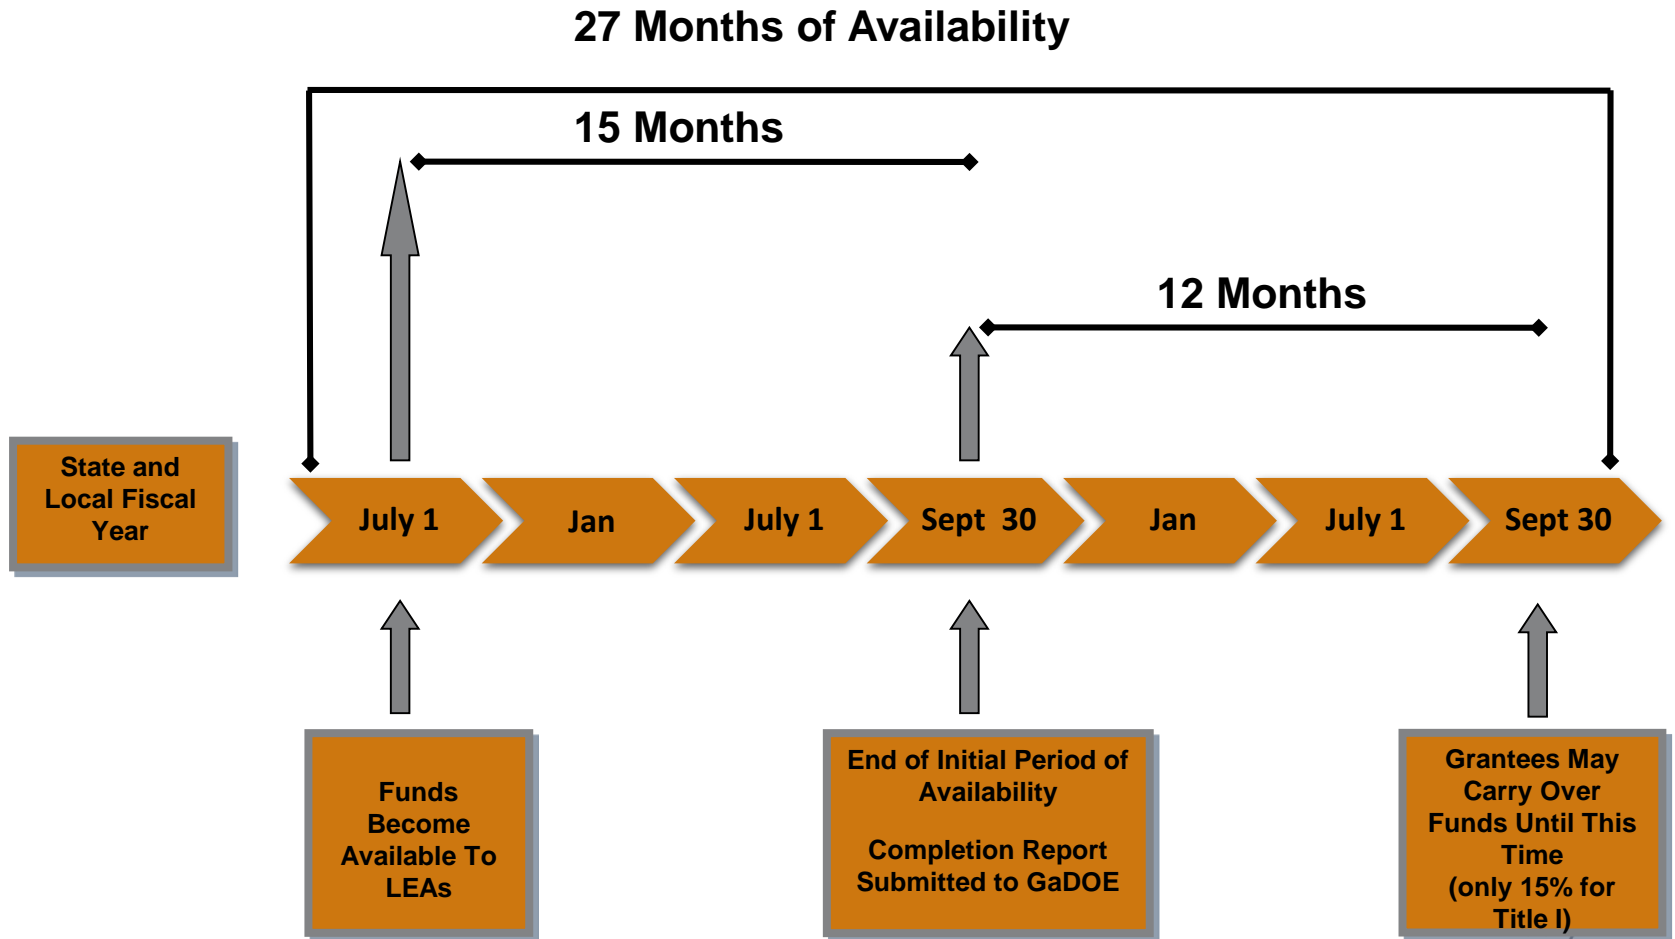 27 Months of Availability
15 Months
12 Months
State and
Local Fiscal
Year
July 1
Jan
July 1
Sept  30
Jan
July 1
Sept 30
Funds
Become
Available To
LEAs
End of Initial Period of
Availability
Completion Report
Submitted to GaDOE
Grantees May
Carry Over
Funds Until This
Time
(only 15% for
Title I)